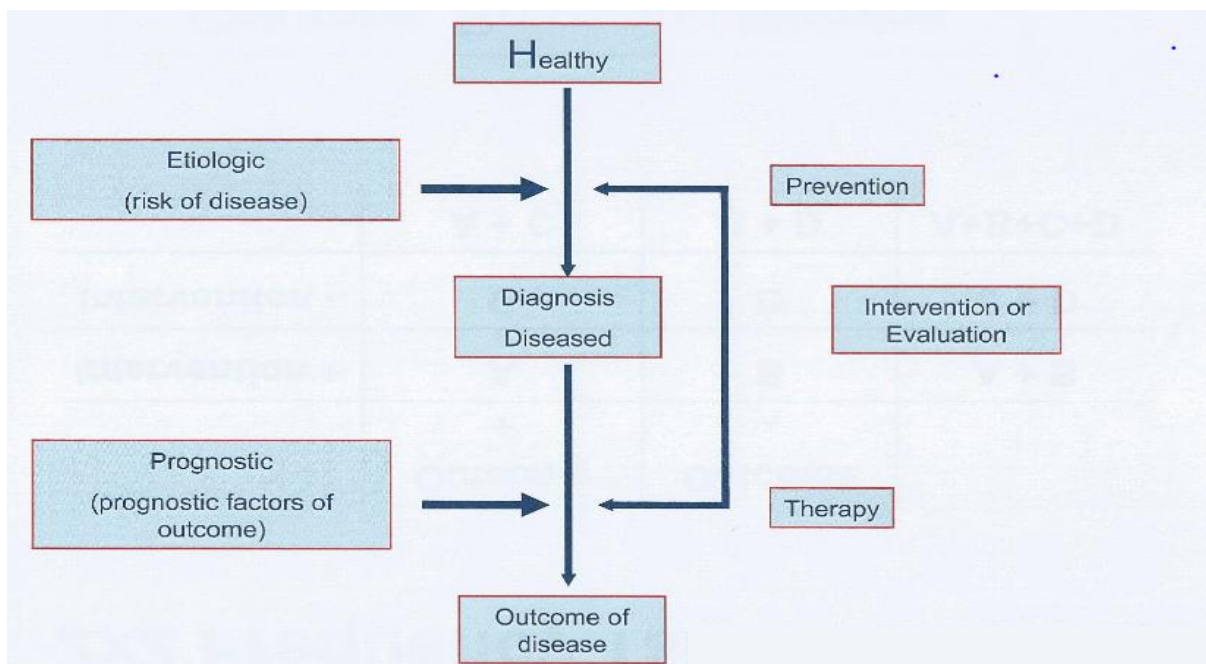 Healthy
Etiologic
(risk of disease)
Prevention
Diagnosis
Diseased
Intervention or
Evaluation
Prognostic
(prognostic factors of
outcome)
Therapy
Outcome of
disease